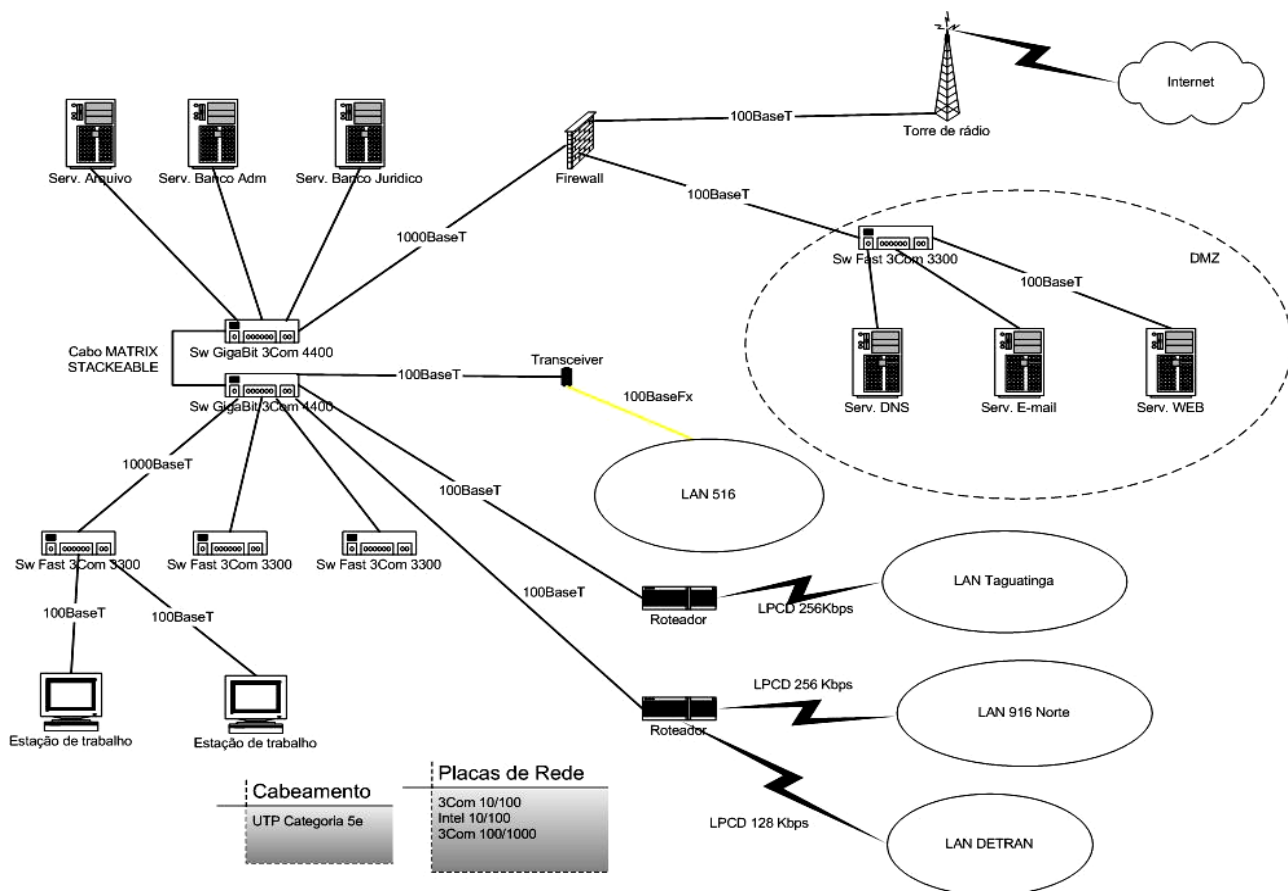 Internet
100BaseT
Torre de rádio
Serv. Arquivo
Serv. Banco Adm
Serv. Banco Juridico
Firewall
100BaseT
1000BaseT
Sw Fast 3Com 3300
DMZ
100BaseT
Cabo MATRIX
STACKEABLE
Sw GigaBit 3Com 4400
Transceiver
100BaseT
Sw GigaBit 3Com 4400
100BaseFx
Serv. DNS
Serv. E-mail
Serv. WEB
1000BaseT
100BaseT
LAN 516
Sw Fast 3Com 3300
Sw Fast 3Com 3300
Sw Fast 3Com 3300
100BaseT
LAN Taguatinga
100BaseT
100BaseT
Roteador
LPCD 256Kbps
LPCD 256 Kbps
LAN 916 Norte
Roteador
Estação de trabalho
Estação de trabalho
Cabeamento
UTP Categoria 5e
Placas de Rede
3Com 10/100
Intel 10/100
3Com 100/1000
LPCD 128 Kbps
LAN DETRAN